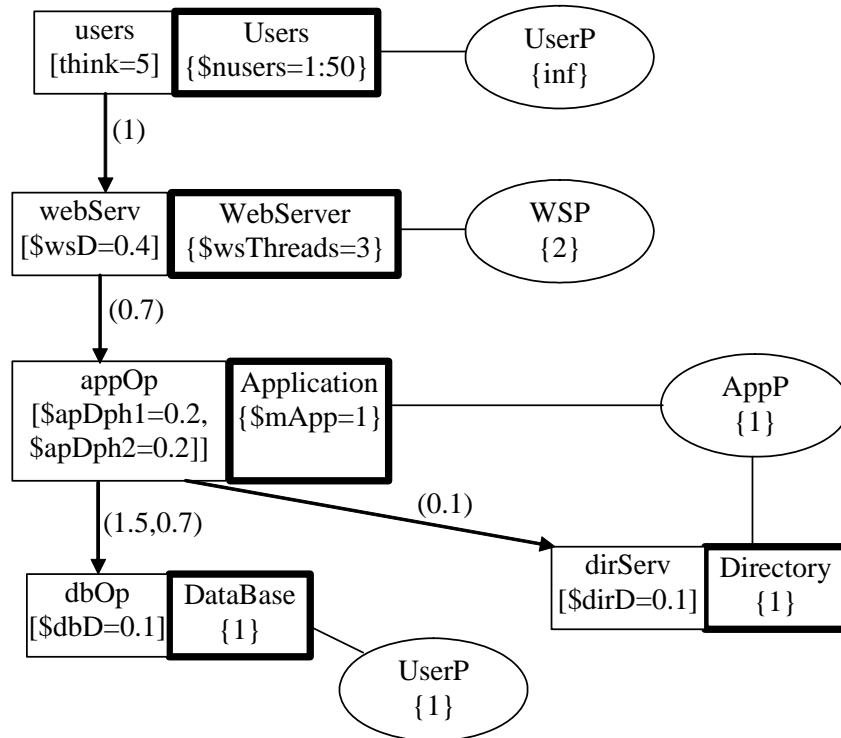 users
[think=5]
Users
{$nusers=1:50}
UserP
{inf}
(1)
webServ
[$wsD=0.4]
WebServer
{$wsThreads=3}
WSP
{2}
(0.7)
appOp
[$apDph1=0.2,
$apDph2=0.2]]
Application
{$mApp=1}
AppP
{1}
(1.5,0.7)
(0.1)
dbOp
[$dbD=0.1]
DataBase
{1}
dirServ
[$dirD=0.1]
Directory
{1}
UserP
{1}